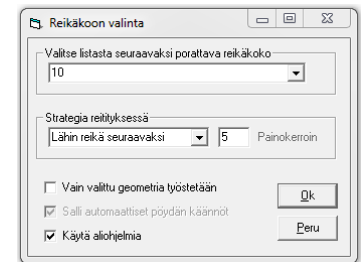 Reikäkoon valinta
Valitse listasta seuraavaksi porattava reikäkoko
10
Strategia reitityksessä
Lähin reikä seuraavaksi 5 Painokerroin
Vain valittu geometria työstetään
Ok
Salli automaattiset pöydän käännöt
Käytä aliohjelmia
Peru